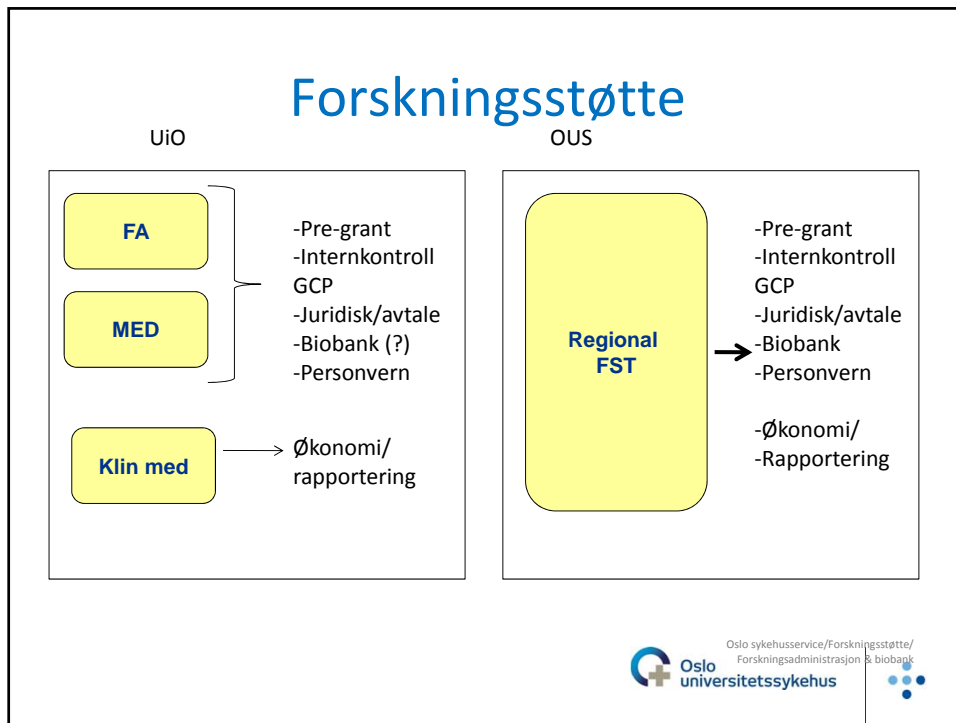 Forskningsstøtte
UiO
OUS
FA
MED
-Pre-grant
-Internkontroll
GCP
-Juridisk/avtale
-Biobank (?)
-Personvern
Klin med
Økonomi/
rapportering
Regional
FST
-Pre-grant
-Internkontroll
GCP
-Juridisk/avtale
-Biobank
-Personvern
-Økonomi/
-Rapportering
Oslo sykehusservice/Forskningsstøtte/
Forskningsadministrasjon & biobank
Oslo
universitetssykehus